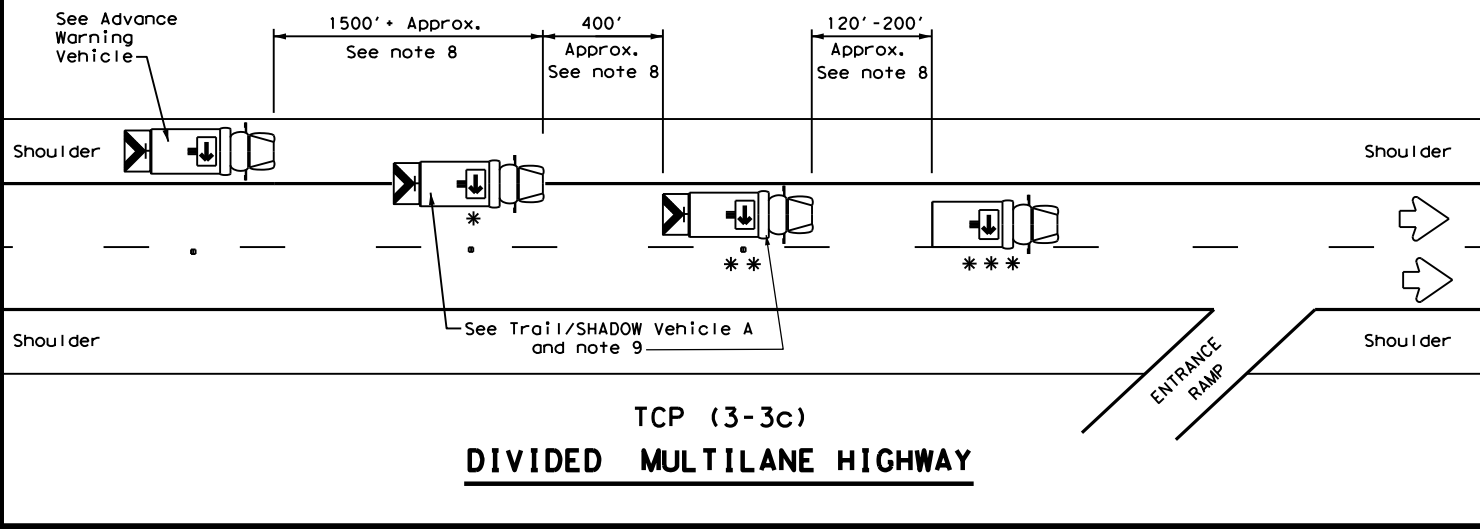 See Advance
Warning
Vehicle
1500'+ Approx.
See note 8
400'
Approx.
See note 8
120'-200'
Approx.
See note 8
Shoulder
Shoulder
*
* *
* * *
See Trail/SHADOW Vehicle A
and note 9
Shoulder
Shoulder
ENTRANCE
RAMP
TCP (3-3c)
DIVIDED MULTILANE HIGHWAY